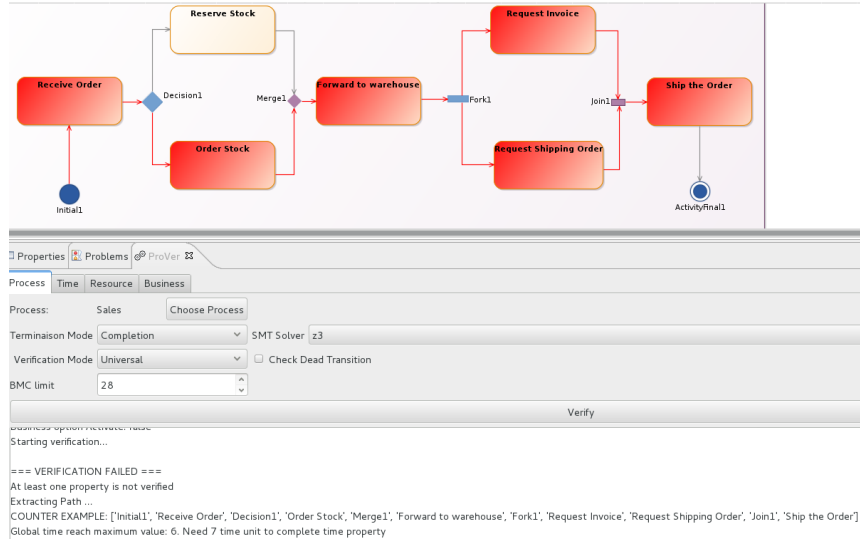 Reserve Stock
Request Invoice
Receive Order
Decision1
Merge1
Forward to warehouse
Fork1
Join1
Ship the Order
Order Stock
Request Shipping Order
Initial1
ActivityFinal1
Properties Problems ProVer
Process Time Resource Business
Process: Sales Choose Process
Terminaison Mode Completion SMT Solver z3
Verification Mode Universal Check Dead Transition
BMC limit 28
Verify
Business option Activate: false
Starting verification...
=== VERIFICATION FAILED ===
At least one property is not verified
Extracting Path ...
COUNTER EXAMPLE: ['Initial1', 'Receive Order', 'Decision1', 'Order Stock', 'Merge1', 'Forward to warehouse', 'Fork1', 'Request Invoice', 'Request Shipping Order', 'Join1', 'Ship the Order']
Global time reach maximum value: 6. Need 7 time unit to complete time property